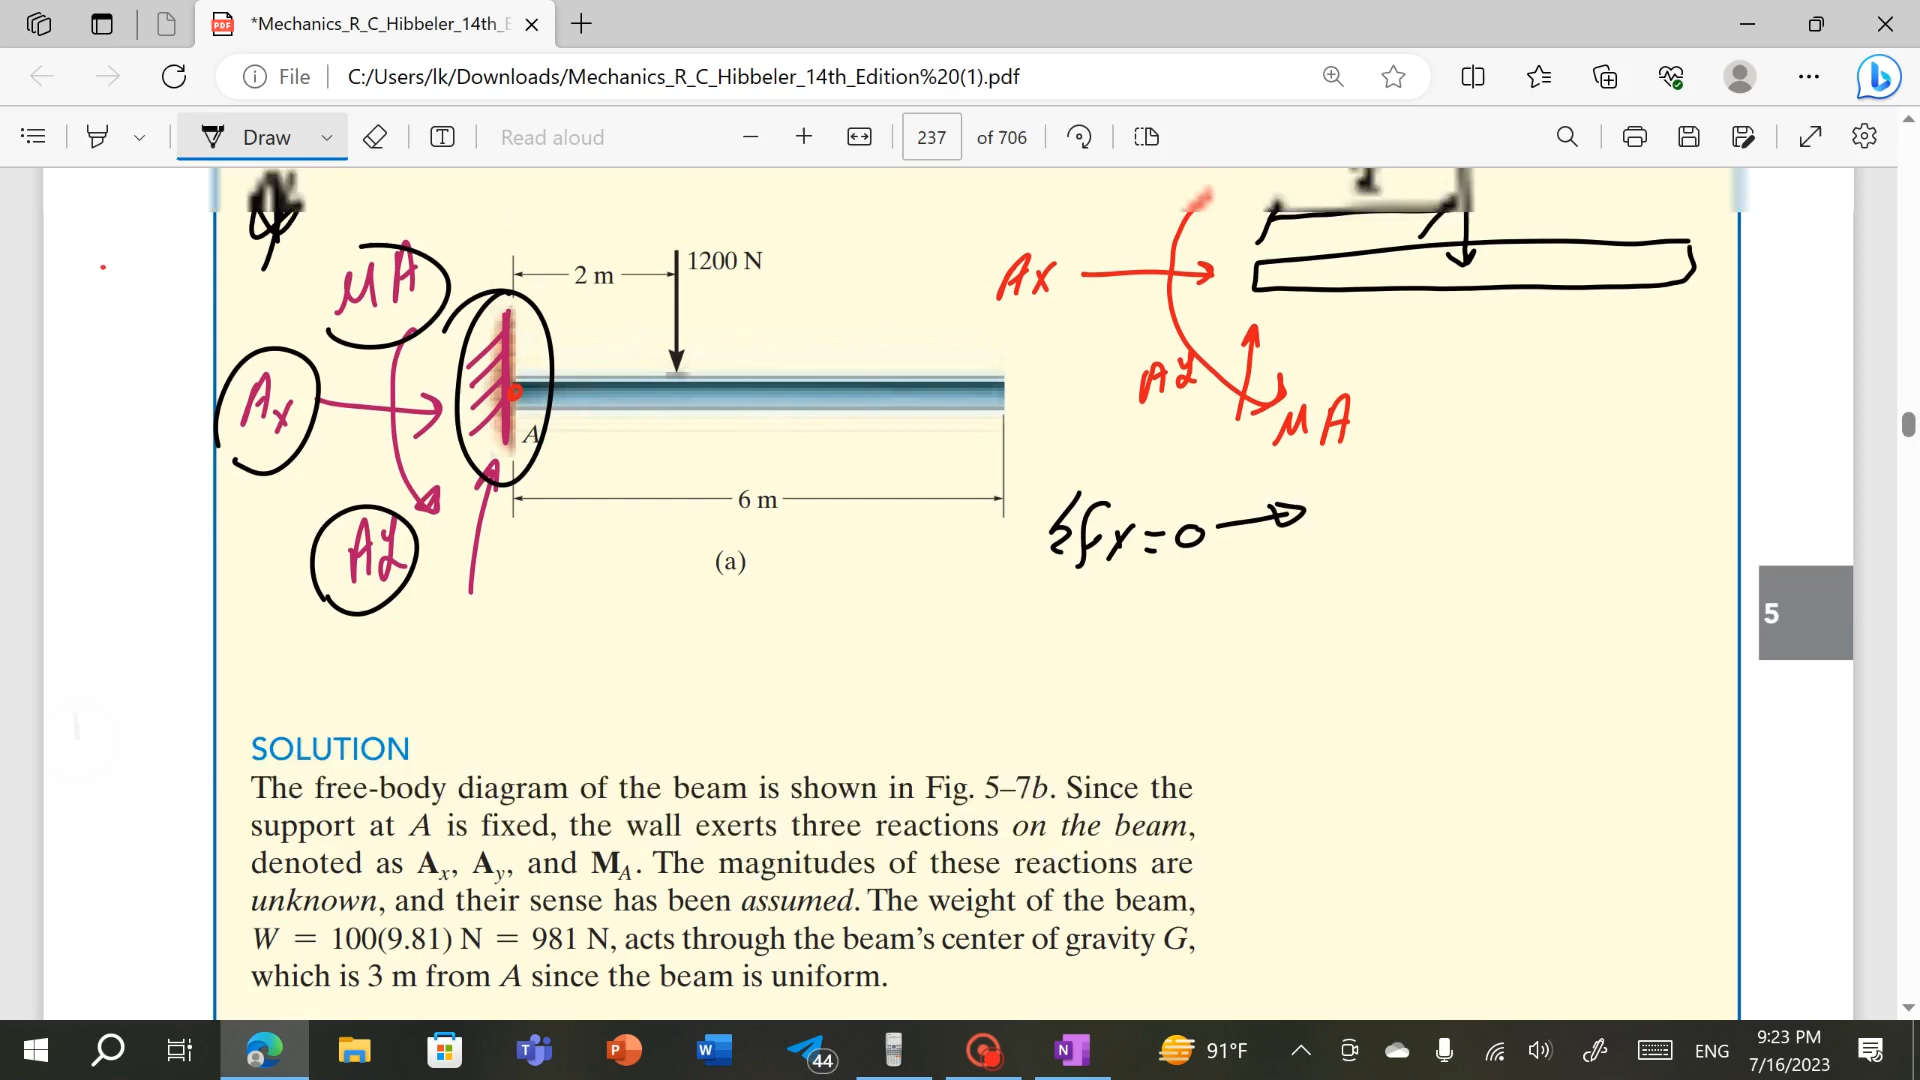 *Mechanics_R_C_Hibbeler_14th_E
File
C:/Users/lk/Downloads/Mechanics_R_C_Hibbeler_14th_Edition%20(1).pdf
Draw
T
Read aloud
237 of 706
MA
2 m
1200 N
Ax
Ax
Ay
MA
A
Ay
6 m
ΣFx=0
(a)
5
SOLUTION
The free-body diagram of the beam is shown in Fig. 5–7b. Since the
support at A is fixed, the wall exerts three reactions on the beam,
denoted as Ax, Ay, and MA. The magnitudes of these reactions are
unknown, and their sense has been assumed. The weight of the beam,
W = 100(9.81) N = 981 N, acts through the beam's center of gravity G,
which is 3 m from A since the beam is uniform.
44
91°F
ENG
9:23 PM
7/16/2023